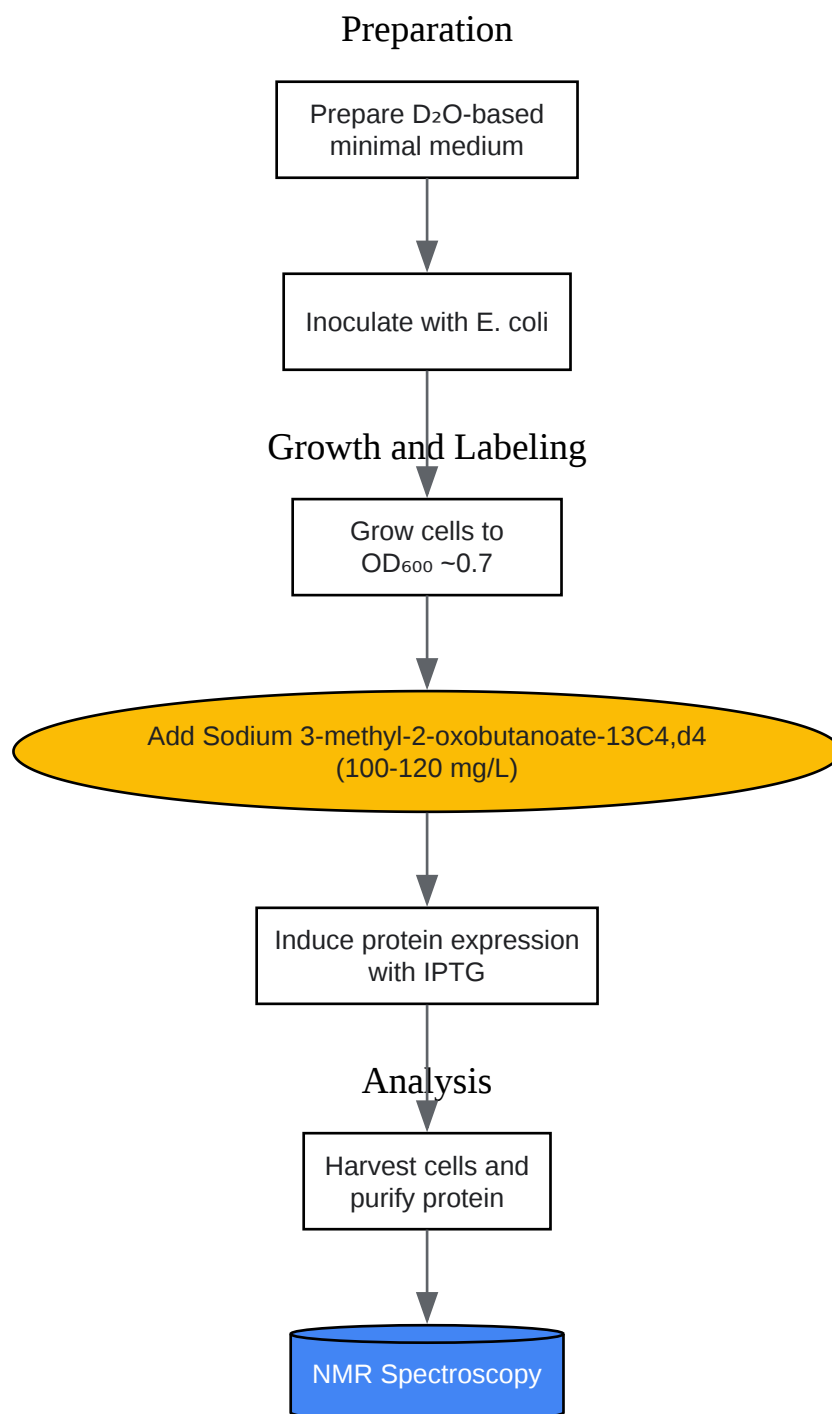 Preparation
Prepare D₂O-based
minimal medium
Inoculate with E. coli
Growth and Labeling
Grow cells to
OD₆₀₀ ~0.7
Add Sodium 3-methyl-2-oxobutanoate-13C4,d4
(100-120 mg/L)
Induce protein expression
with IPTG
Analysis
Harvest cells and
purify protein
NMR Spectroscopy